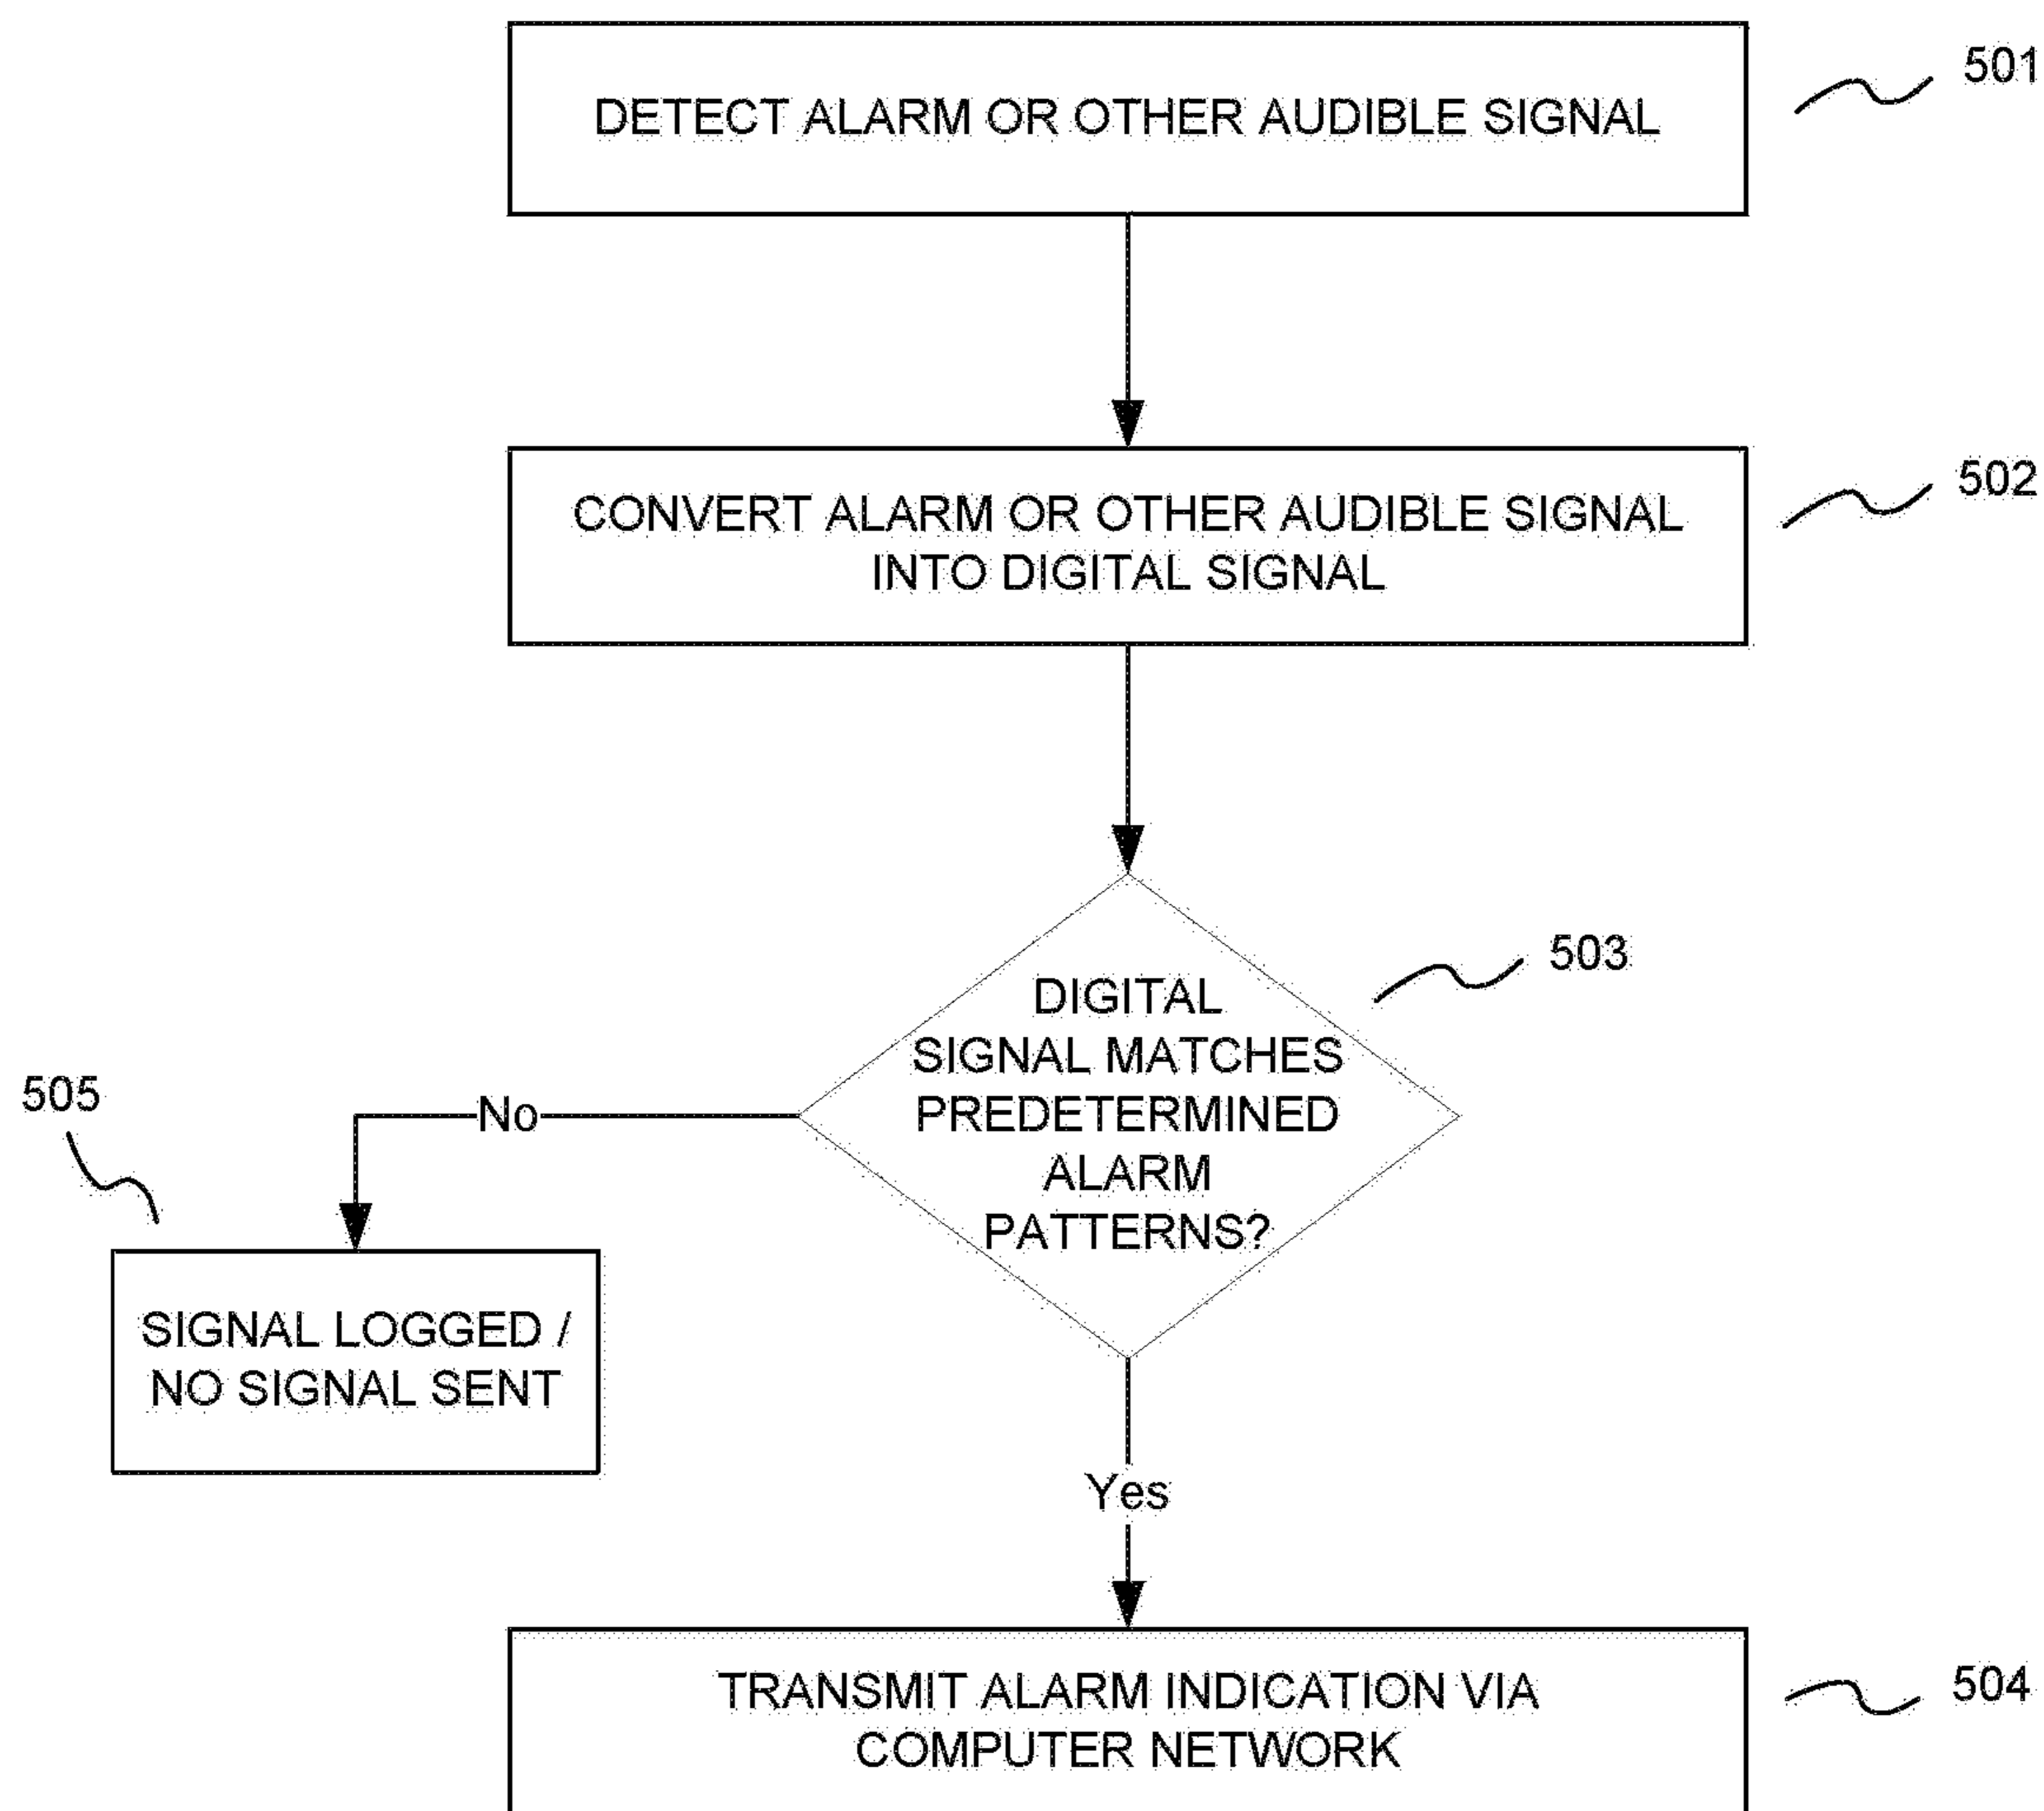 DETECT ALARM OR OTHER AUDIBLE SIGNAL
501
CONVERT ALARM OR OTHER AUDIBLE SIGNAL
INTO DIGITAL SIGNAL
502
DIGITAL
SIGNAL MATCHES
PREDETERMINED
ALARM
PATTERNS?
503
No
505
SIGNAL LOGGED /
NO SIGNAL SENT
Yes
TRANSMIT ALARM INDICATION VIA
COMPUTER NETWORK
504